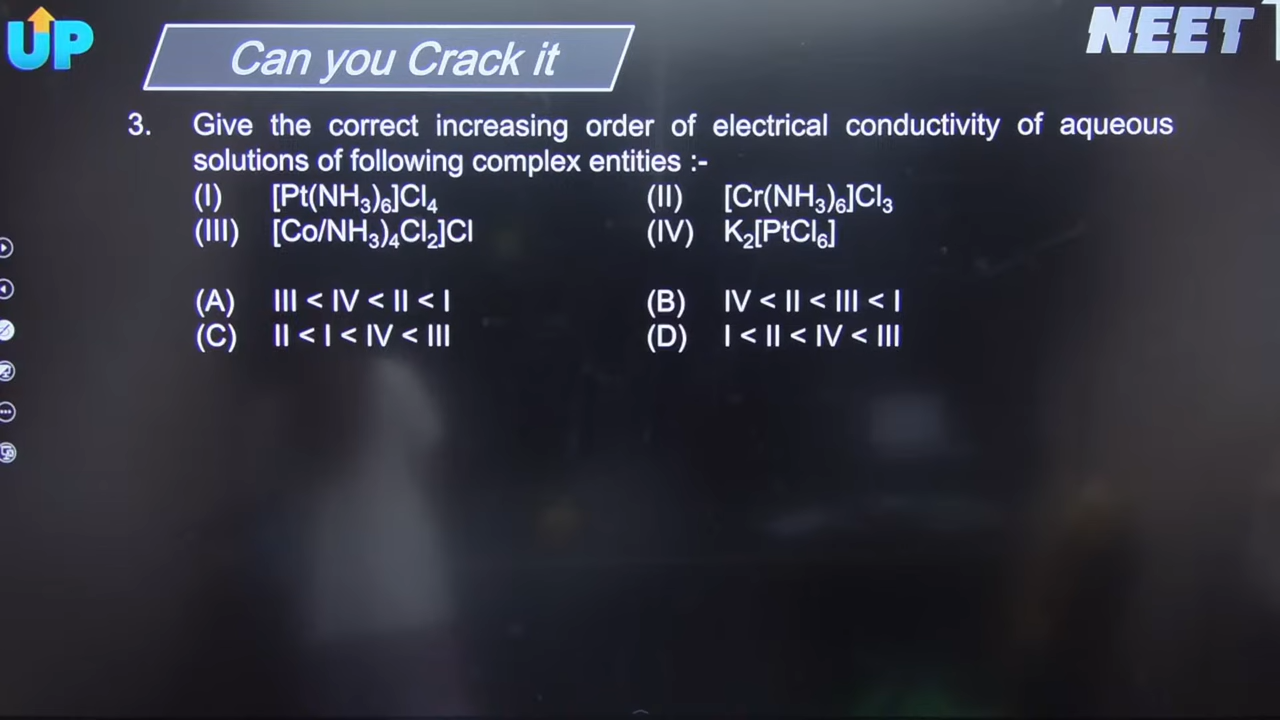 UP
NEET
Can you Crack it
3. Give the correct increasing order of electrical conductivity of aqueous
solutions of following complex entities :-
(I) [Pt(NH₃)₆]Cl₄ (II) [Cr(NH₃)₆]Cl₃
(III) [Co/NH₃)₄Cl₂]Cl (IV) K₂[PtCl₆]
(A) III < IV < II < I (B) IV < II < III < I
(C) II < I < IV < III (D) I < II < IV < III